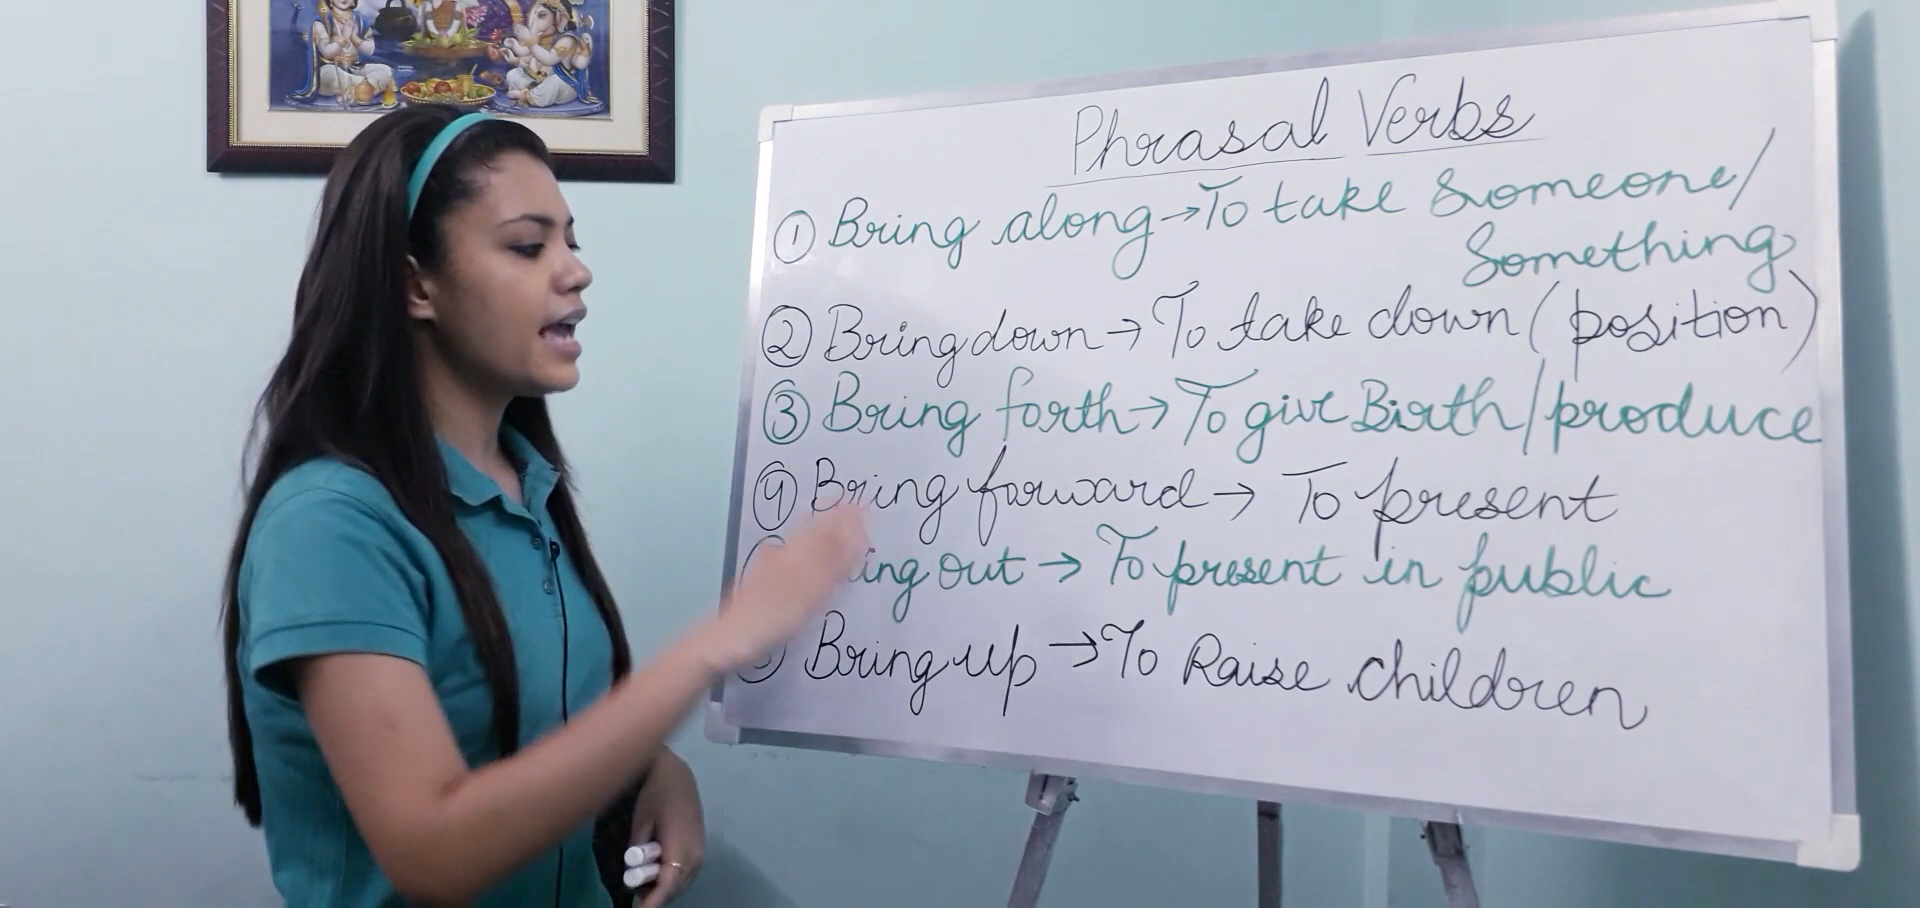 Phrasal Verbs
① Bring along → To take Someone/
Something
② Bring down → To take down (position)
③ Bring forth → To give Birth/produce
④ Bring forward → To present
out → To present in public
Bring up → To Raise children